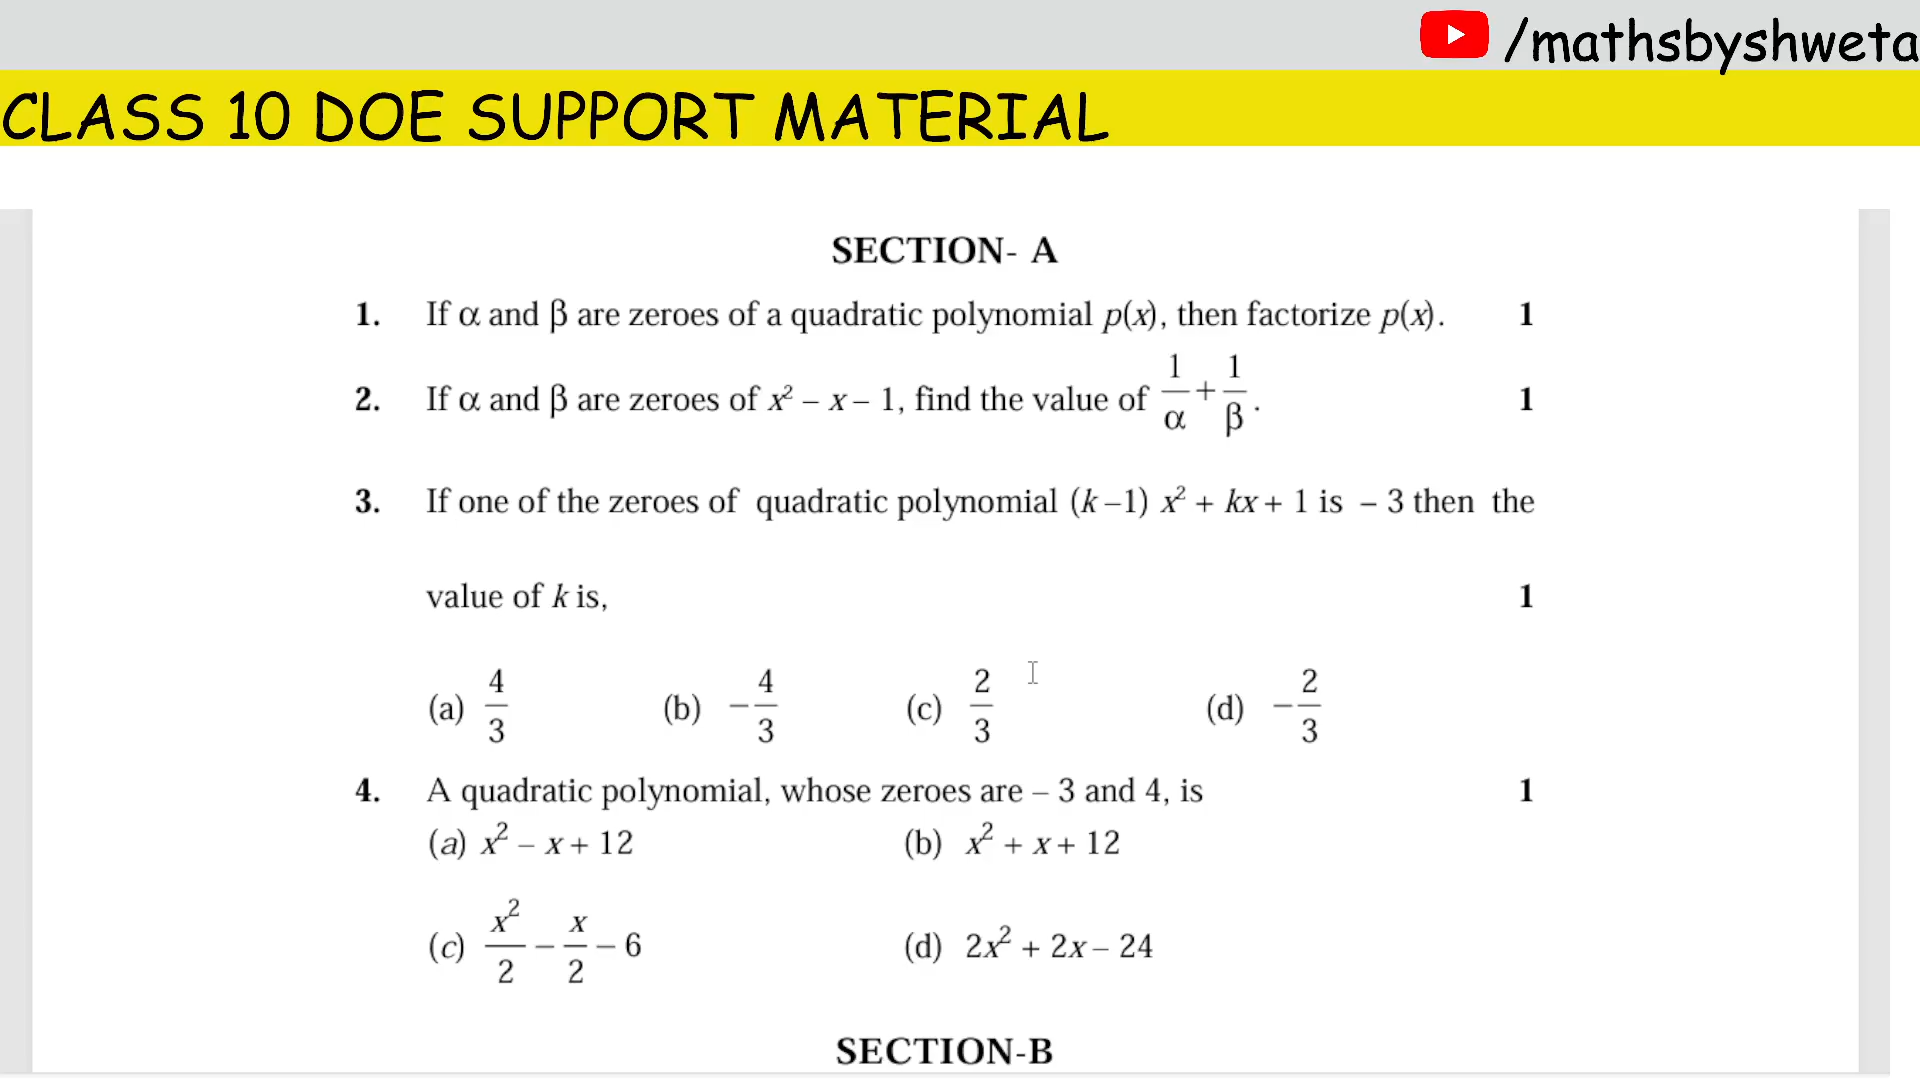 /mathsbyshweta
CLASS 10 DOE SUPPORT MATERIAL
SECTION- A
1. If α and β are zeroes of a quadratic polynomial p(x), then factorize p(x). 1
2. If α and β are zeroes of x² – x – 1, find the value of 1/α + 1/β. 1
3. If one of the zeroes of quadratic polynomial (k –1) x² + kx + 1 is – 3 then the
value of k is, 1
(a) 4/3 (b) –4/3 (c) 2/3 (d) –2/3
4. A quadratic polynomial, whose zeroes are – 3 and 4, is 1
(a) x² – x + 12 (b) x² + x + 12
(c) x²/2 – x/2 – 6 (d) 2x² + 2x – 24
SECTION-B